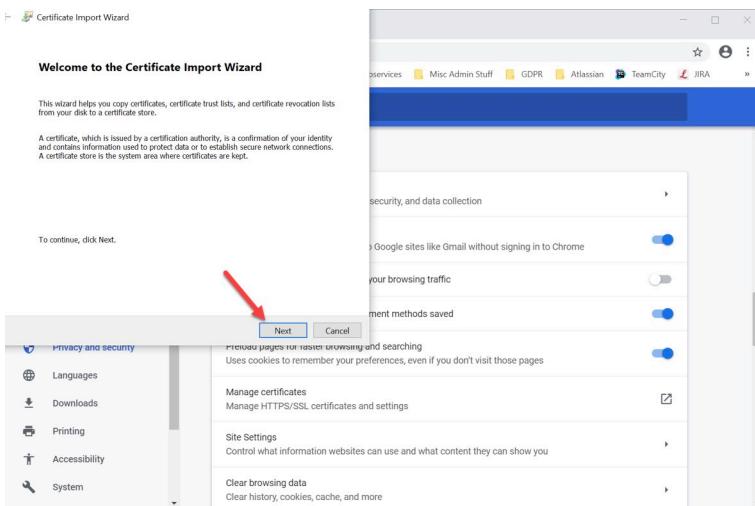 Certificate Import Wizard
Welcome to the Certificate Import Wizard
This wizard helps you copy certificates, certificate trust lists, and certificate revocation lists
from your disk to a certificate store.
A certificate, which is issued by a certification authority, is a confirmation of your identity
and contains information used to protect data or to establish secure network connections.
A certificate store is the system area where certificates are kept.
To continue, click Next.
Next Cancel
Misc Admin Stuff GDPR Atlassian TeamCity JIRA »
security, and data collection
Google sites like Gmail without signing in to Chrome
your browsing traffic
methods saved
Privacy and security
Languages
Downloads
Printing
Accessibility
System
Preload pages for faster browsing and searching
Uses cookies to remember your preferences, even if you don't visit those pages
Manage certificates
Manage HTTPS/SSL certificates and settings
Site Settings
Control what information websites can use and what content they can show you
Clear browsing data
Clear history, cookies, cache, and more